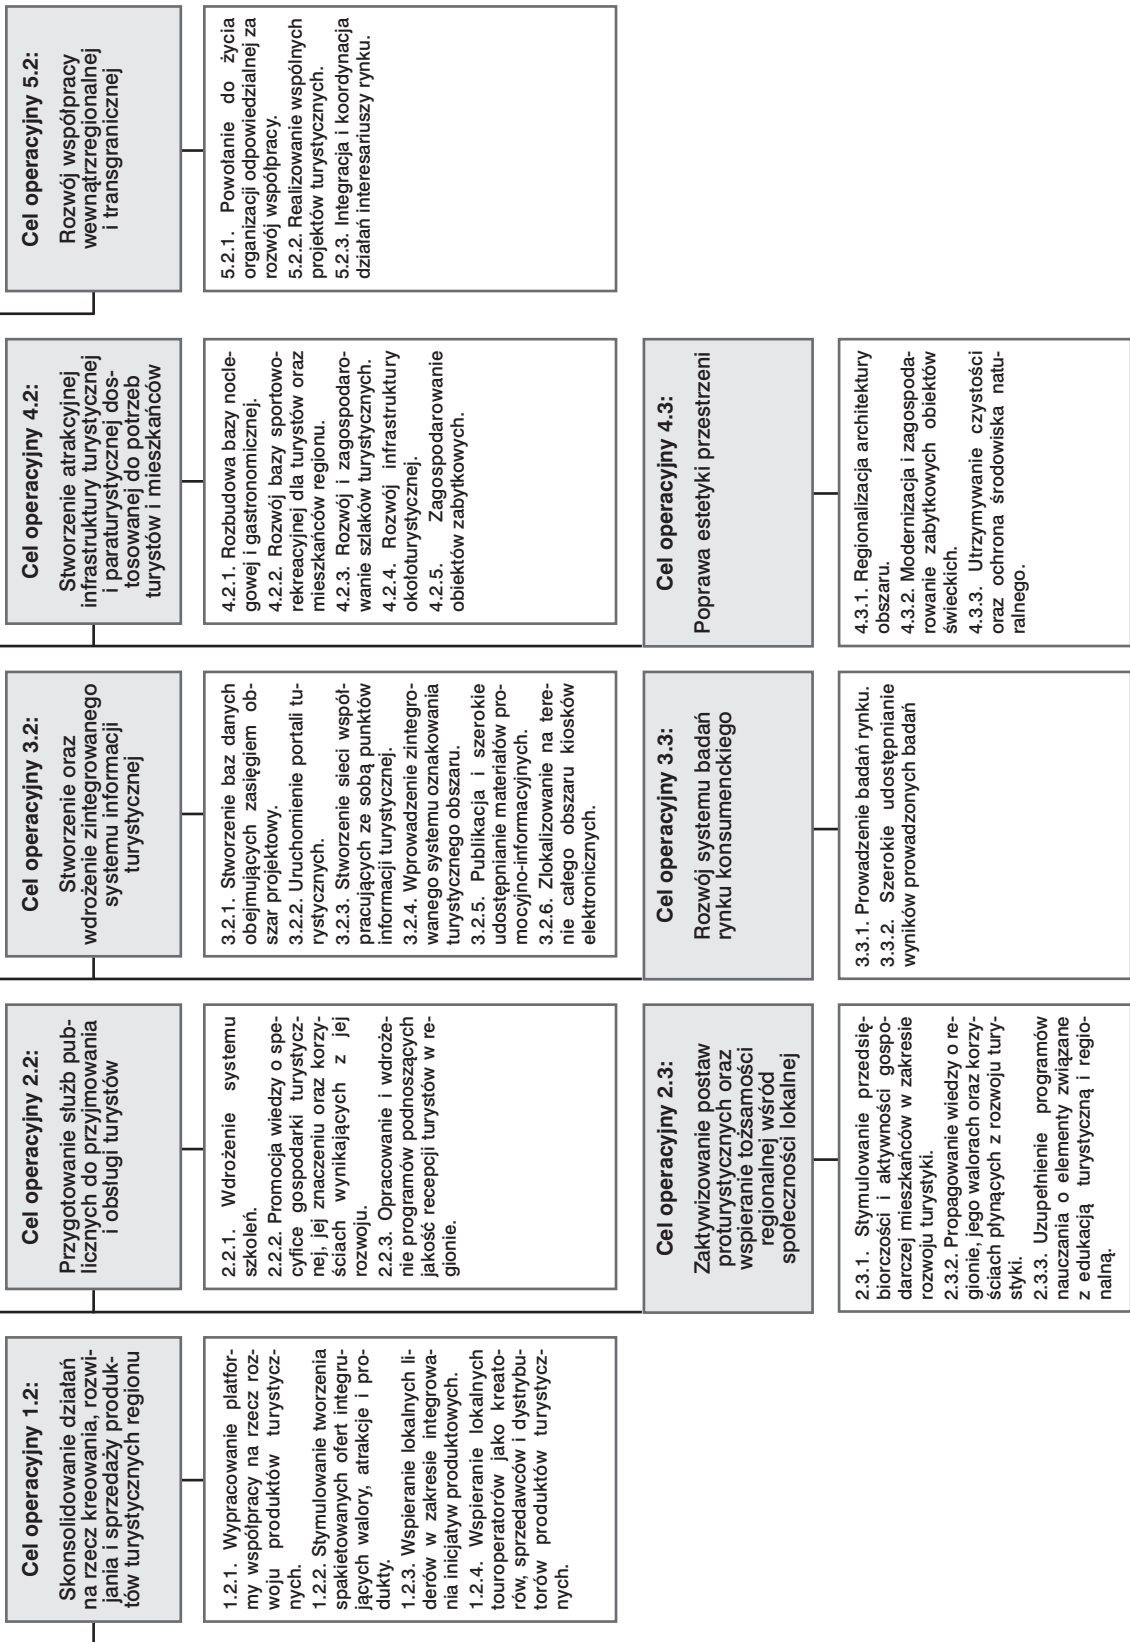 Cel operacyjny 1.2:
Skonsolidowanie działań
na rzecz kreowania, rozwi-
jania i sprzedaży produk-
tów turystycznych regionu
1.2.1. Wypracowanie platfor-
my współpracy na rzecz roz-
woju produktów turystycz-
nych.
1.2.2. Stymulowanie tworzenia
spakietowanych ofert integru-
jących walory, atrakcje i pro-
dukty.
1.2.3. Wspieranie lokalnych li-
derów w zakresie integrowa-
nia inicjatyw produktowych.
1.2.4. Wspieranie lokalnych
touroperatorów jako kreato-
rów, sprzedawców i dystrybu-
torów produktów turystycz-
nych.
Cel operacyjny 2.2:
Przygotowanie służb pub-
licznych do przyjmowania
i obsługi turystów
2.2.1. Wdrożenie systemu
szkoleń.
2.2.2. Promocja wiedzy o spe-
cyfice gospodarki turystycz-
nej, jej znaczeniu oraz korzy-
ściach wynikających z jej
rozwoju.
2.2.3. Opracowanie i wdroże-
nie programów podnoszących
jakość recepcji turystów w re-
gionie.
Cel operacyjny 3.2:
Stworzenie oraz
wdrożenie zintegrowanego
systemu informacji
turystycznej
3.2.1. Stworzenie baz danych
obejmujących zasięgiem ob-
szar projektowy.
3.2.2. Uruchomienie portali tu-
rystycznych.
3.2.3. Stworzenie sieci współ-
pracujących ze sobą punktów
informacji turystycznej.
3.2.4. Wprowadzenie zintegro-
wanego systemu oznakowania
turystycznego obszaru.
3.2.5. Publikacja i szerokie
udostępnianie materiałów pro-
mocyjno-informacyjnych.
3.2.6. Zlokalizowanie na tere-
nie całego obszaru kiosków
elektronicznych.
Cel operacyjny 4.2:
Stworzenie atrakcyjnej
infrastruktury turystycznej
i paraturystycznej dos-
tosowanej do potrzeb
turystów i mieszkańców
4.2.1. Rozbudowa bazy nocle-
gowej i gastronomicznej.
4.2.2. Rozwój bazy sportowo-
rekreacyjnej dla turystów oraz
mieszkańców regionu.
4.2.3. Rozwój i zagospodaro-
wanie szlaków turystycznych.
4.2.4. Rozwój infrastruktury
okołoturystycznej.
4.2.5. Zagospodarowanie
obiektów zabytkowych.
Cel operacyjny 5.2:
Rozwój współpracy
wewnątrzregionalnej
i transgranicznej
5.2.1. Powołanie do życia
organizacji odpowiedzialnej za
rozwój współpracy.
5.2.2. Realizowanie wspólnych
projektów turystycznych.
5.2.3. Integracja i koordynacja
działań interesariuszy rynku.
Cel operacyjny 2.3:
Zaktywizowanie postaw
proturystycznych oraz
wspieranie tożsamości
regionalnej wśród
społeczności lokalnej
2.3.1. Stymulowanie przedsię-
biorczości i aktywności gospo-
darczej mieszkańców w zakresie
rozwoju turystyki.
2.3.2. Propagowanie wiedzy o re-
gionie, jego walorach oraz korzy-
ściach płynących z rozwoju tury-
styki.
2.3.3. Uzupełnienie programów
nauczania o elementy związane
z edukacją turystyczną i regio-
nalną.
Cel operacyjny 3.3:
Rozwój systemu badań
rynku konsumenckiego
3.3.1. Prowadzenie badań rynku.
3.3.2. Szerokie udostępnianie
wyników prowadzonych badań
Cel operacyjny 4.3:
Poprawa estetyki przestrzeni
4.3.1. Regionalizacja architektury
obszaru.
4.3.2. Modernizacja i zagospoda-
rowanie zabytkowych obiektów
świeckich.
4.3.3. Utrzymywanie czystości
oraz ochrona środowiska natu-
ralnego.